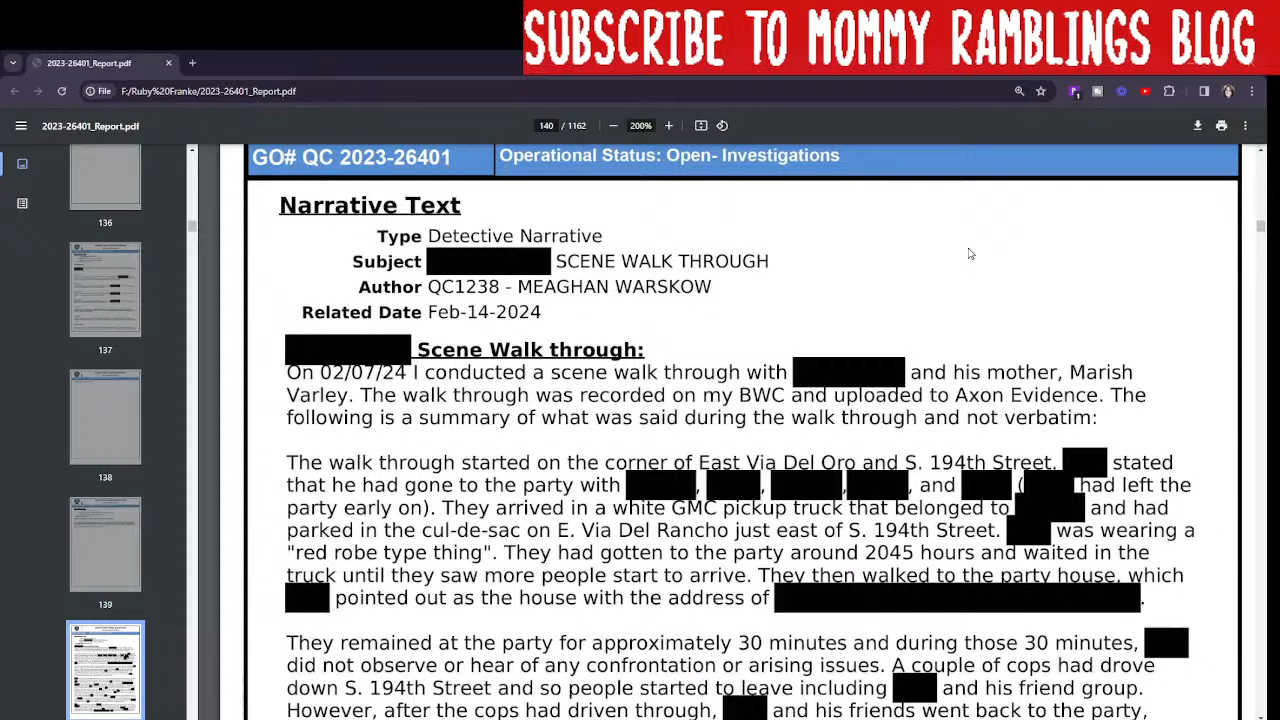 SUBSCRIBE TO MOMMY RAMBLINGS BLOG
2023-26401_Report.pdf
File F:/Ruby%20Franke/2023-26401_Report.pdf
2023-26401_Report.pdf 140 / 1162 200%
GO# QC 2023-26401 Operational Status: Open- Investigations
Narrative Text
Type Detective Narrative
Subject SCENE WALK THROUGH
Author QC1238 - MEAGHAN WARSKOW
Related Date Feb-14-2024
Scene Walk through:
On 02/07/24 I conducted a scene walk through with and his mother, Marish
Varley. The walk through was recorded on my BWC and uploaded to Axon Evidence. The
following is a summary of what was said during the walk through and not verbatim:
The walk through started on the corner of East Via Del Oro and S. 194th Street. stated
that he had gone to the party with , , , , and ( had left the
party early on). They arrived in a white GMC pickup truck that belonged to and had
parked in the cul-de-sac on E. Via Del Rancho just east of S. 194th Street. was wearing a
"red robe type thing". They had gotten to the party around 2045 hours and waited in the
truck until they saw more people start to arrive. They then walked to the party house, which
pointed out as the house with the address of .
They remained at the party for approximately 30 minutes and during those 30 minutes,
did not observe or hear of any confrontation or arising issues. A couple of cops had drove
down S. 194th Street and so people started to leave including and his friend group.
However, after the cops had driven through, and his friends went back to the party,
136
137
138
139